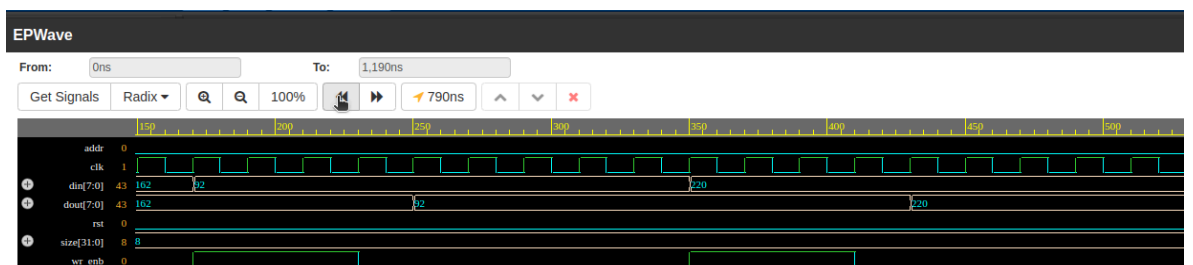 EPWave
From: 0ns To: 1,190ns
Get Signals Radix 100% 790ns
150 200 250 300 350 400 450 500
addr 0
clk 1
din[7:0] 43 162 92 220
dout[7:0] 43 162 92 220
rst 0
size[31:0] 8 8
wr_enb 0